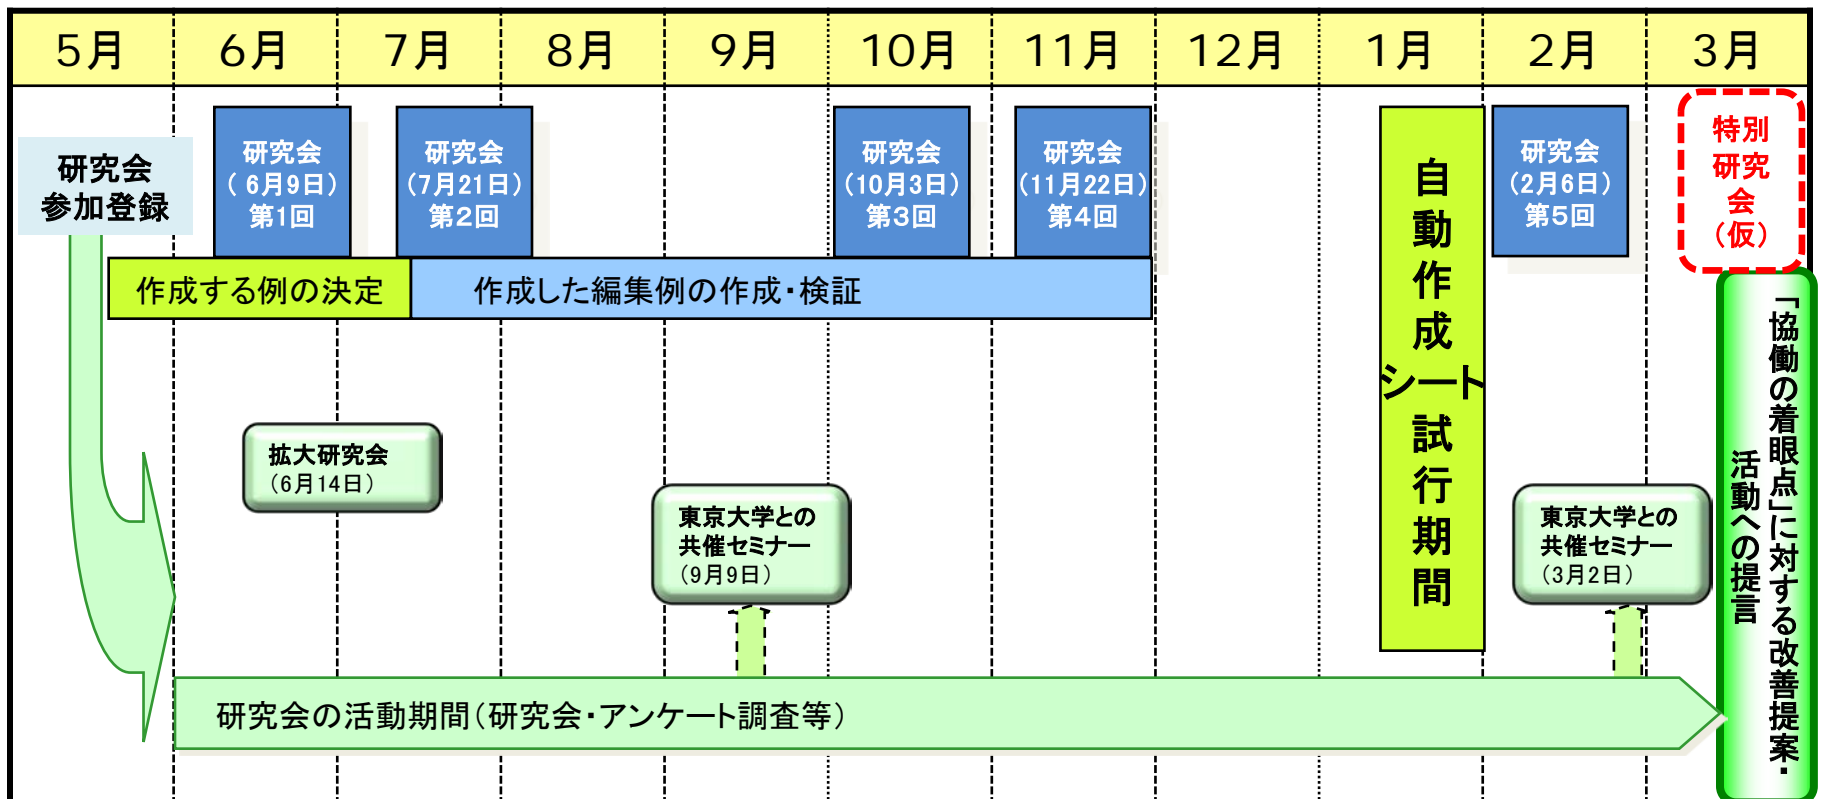 5月 6月 7月 8月 9月 10月 11月 12月 1月 2月 3月
研究会
参加登録
研究会
（ 6月9日）
第1回
研究会
（7月21日）
第2回
研究会
（10月3日）
第3回
研究会
（11月22日）
第4回
研究会
（2月6日）
第5回
特別
研究
会
（仮）
作成する例の決定
作成した編集例の作成・検証
自動作成シート試行期間
拡大研究会
（6月14日）
東京大学との
共催セミナー
（9月9日）
東京大学との
共催セミナー
（3月2日）
「協働の着眼点」に対する改善提案・
活動への提言
研究会の活動期間（研究会・アンケート調査等）